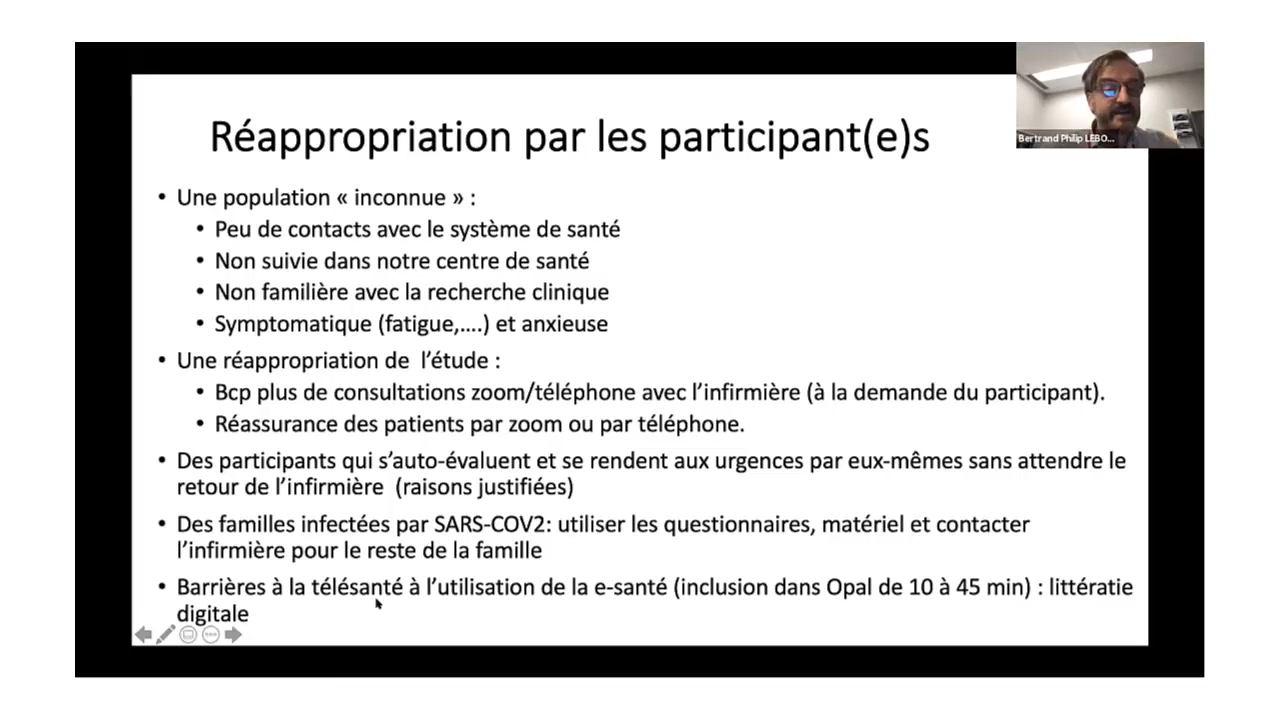 Bertrand Philip LEBO...
Réappropriation par les participant(e)s
• Une population « inconnue » :
• Peu de contacts avec le système de santé
• Non suivie dans notre centre de santé
• Non familière avec la recherche clinique
• Symptomatique (fatigue,....) et anxieuse
• Une réappropriation de l’étude :
• Bcp plus de consultations zoom/téléphone avec l’infirmière (à la demande du participant).
• Réassurance des patients par zoom ou par téléphone.
• Des participants qui s’auto-évaluent et se rendent aux urgences par eux-mêmes sans attendre le
retour de l’infirmière (raisons justifiées)
• Des familles infectées par SARS-COV2: utiliser les questionnaires, matériel et contacter
l’infirmière pour le reste de la famille
• Barrières à la télésanté à l’utilisation de la e-santé (inclusion dans Opal de 10 à 45 min) : littératie
digitale